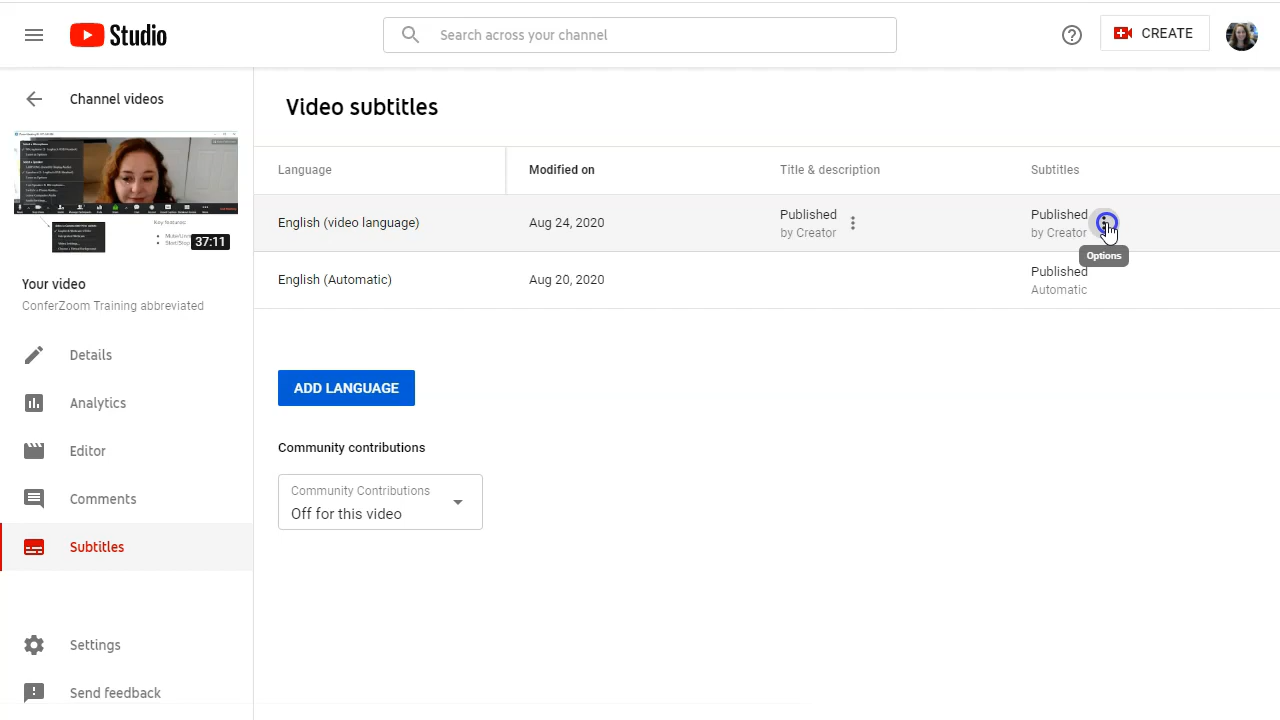 Studio
Search across your channel
CREATE
Channel videos
Video subtitles
Language
Modified on
Title & description
Subtitles
English (video language)
Aug 24, 2020
Published
by Creator
Published
by Creator
Options
English (Automatic)
Aug 20, 2020
Published
Automatic
37:11
Your video
ConferZoom Training abbreviated
Details
Analytics
Editor
Comments
Subtitles
Settings
Send feedback
ADD LANGUAGE
Community contributions
Community Contributions
Off for this video